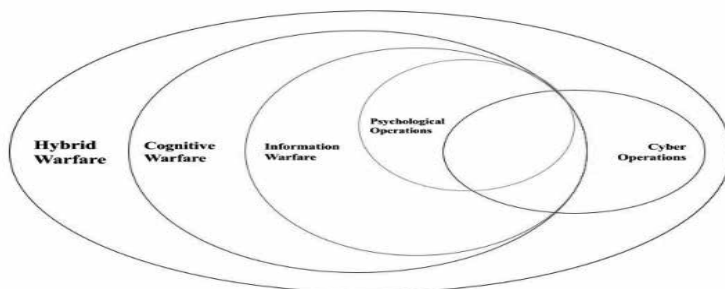 Hybrid
Warfare
Cognitive
Warfare
Information
Warfare
Psychological
Operations
Cyber
Operations